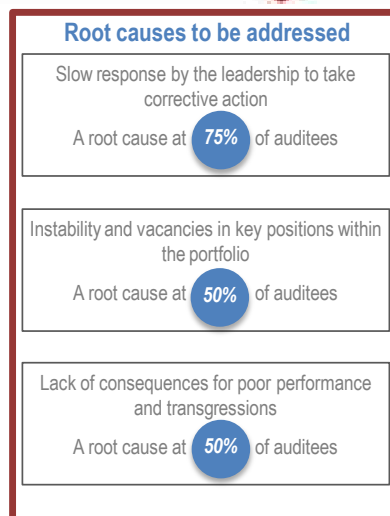 Root causes to be addressed
Slow response by the leadership to take
corrective action
A root cause at 75% of auditees
Instability and vacancies in key positions within
the portfolio
A root cause at 50% of auditees
Lack of consequences for poor performance
and transgressions
A root cause at 50% of auditees